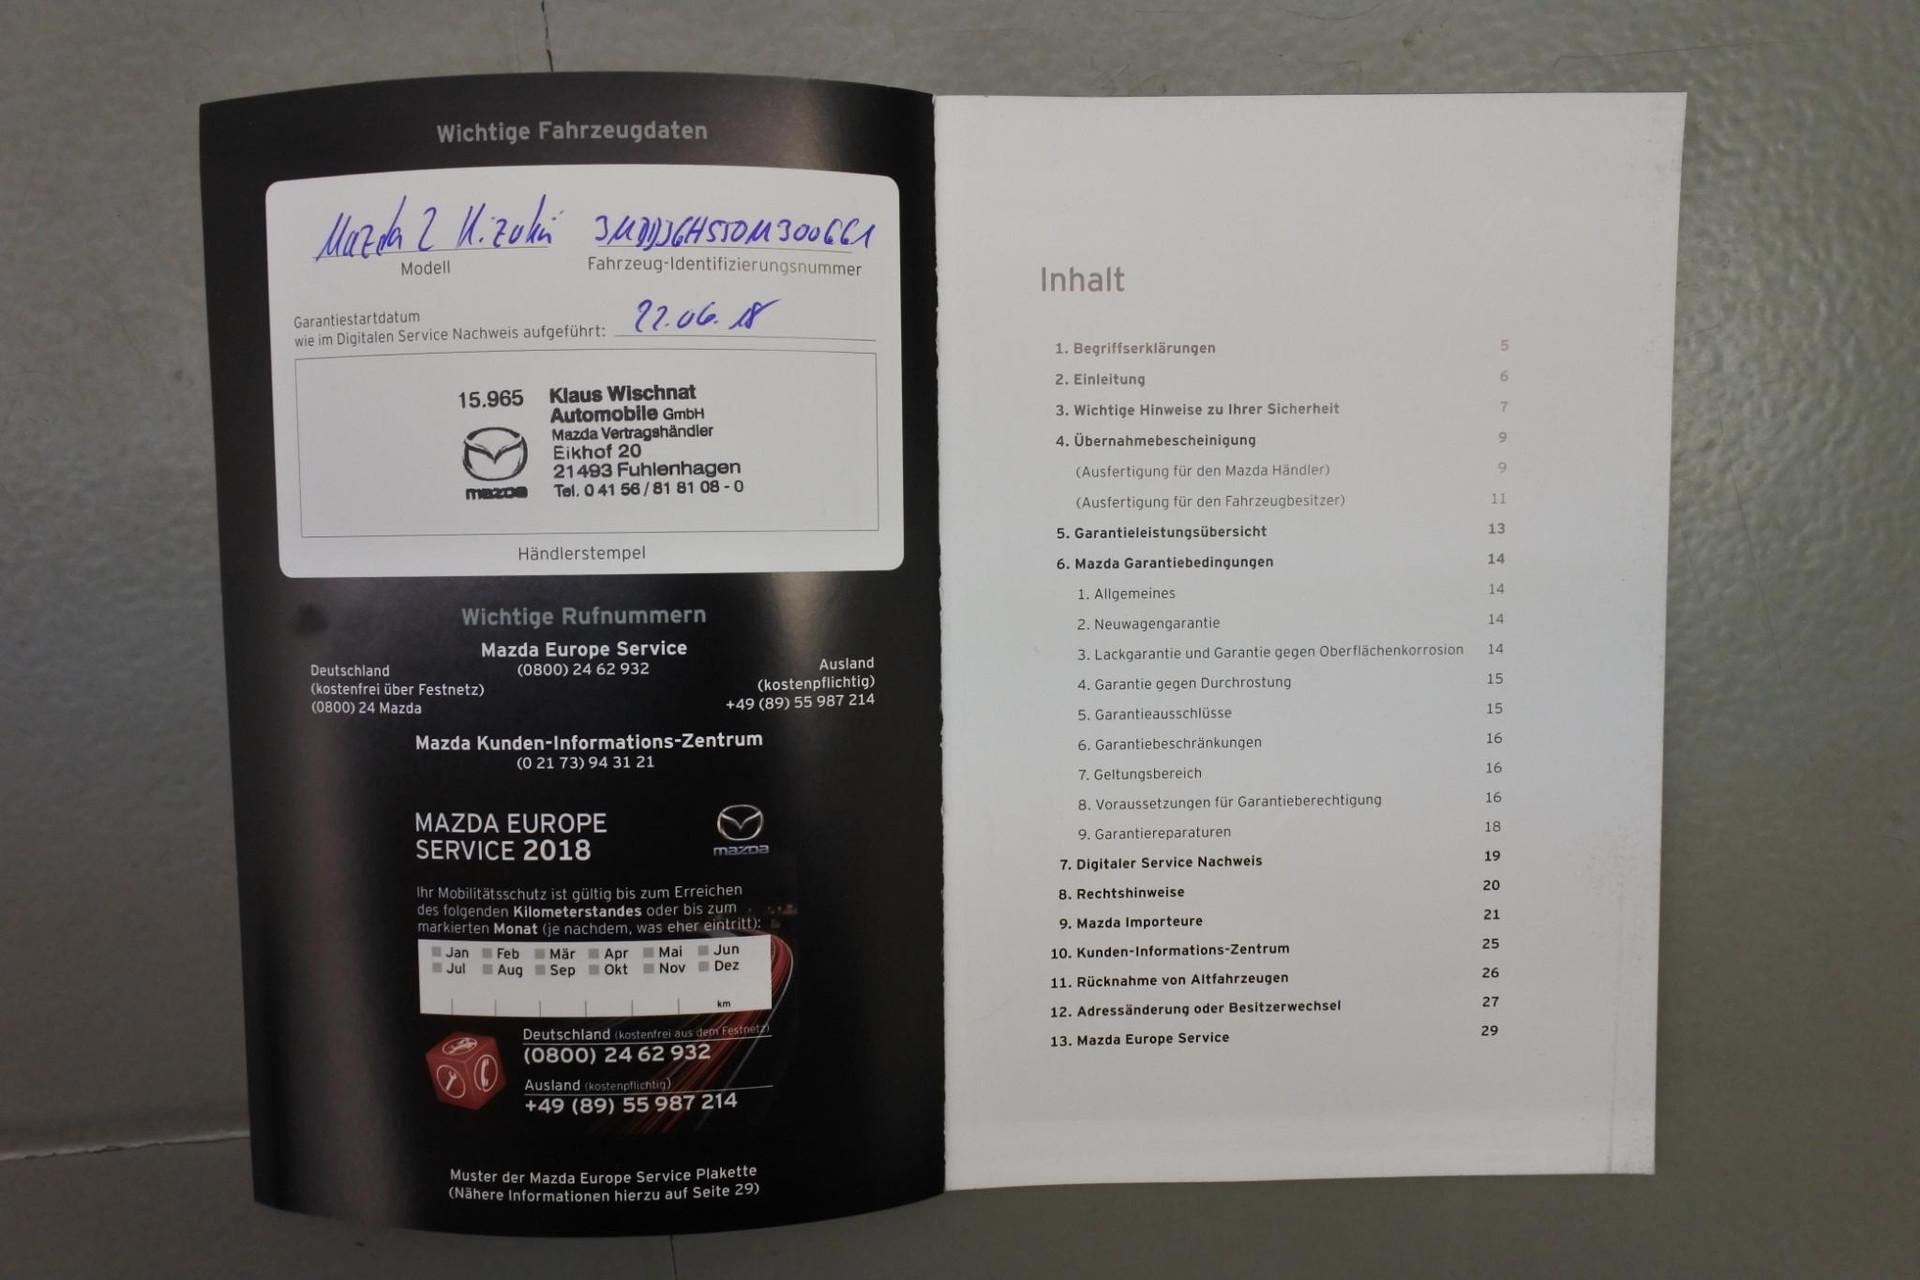 Wichtige Fahrzeugdaten
Mazda 2 Kizoku 3MDDJ6HS50M300661
Modell Fahrzeug-Identifizierungsnummer
Garantiestartdatum
wie im Digitalen Service Nachweis aufgeführt: 22.06.18
15.965 Klaus Wischnat
Automobile GmbH
Mazda Vertragshändler
Eikhof 20
21493 Fuhlenhagen
mazda Tel. 0 41 56 / 81 81 08 - 0
Händlerstempel
Wichtige Rufnummern
Mazda Europe Service
(0800) 24 62 932
Deutschland
(kostenfrei über Festnetz)
(0800) 24 Mazda
Ausland
(kostenpflichtig)
+49 (89) 55 987 214
Mazda Kunden-Informations-Zentrum
(0 21 73) 94 31 21
MAZDA EUROPE
SERVICE 2018
mazda
Ihr Mobilitätsschutz ist gültig bis zum Erreichen
des folgenden Kilometerstandes oder bis zum
markierten Monat (je nachdem, was eher eintritt):
Jan Feb Mär Apr Mai Jun
Jul Aug Sep Okt Nov Dez
km
Deutschland (kostenfrei aus dem Festnetz)
(0800) 24 62 932
Ausland (kostenpflichtig)
+49 (89) 55 987 214
Muster der Mazda Europe Service Plakette
(Nähere Informationen hierzu auf Seite 29)
Inhalt
1. Begriffserklärungen 5
2. Einleitung 6
3. Wichtige Hinweise zu Ihrer Sicherheit 7
4. Übernahmebescheinigung 9
(Ausfertigung für den Mazda Händler) 9
(Ausfertigung für den Fahrzeugbesitzer) 11
5. Garantieleistungsübersicht 13
6. Mazda Garantiebedingungen 14
1. Allgemeines 14
2. Neuwagengarantie 14
3. Lackgarantie und Garantie gegen Oberflächenkorrosion 14
4. Garantie gegen Durchrostung 15
5. Garantieausschlüsse 15
6. Garantiebeschränkungen 16
7. Geltungsbereich 16
8. Voraussetzungen für Garantieberechtigung 16
9. Garantiereparaturen 18
7. Digitaler Service Nachweis 19
8. Rechtshinweise 20
9. Mazda Importeure 21
10. Kunden-Informations-Zentrum 25
11. Rücknahme von Altfahrzeugen 26
12. Adressänderung oder Besitzerwechsel 27
13. Mazda Europe Service 29